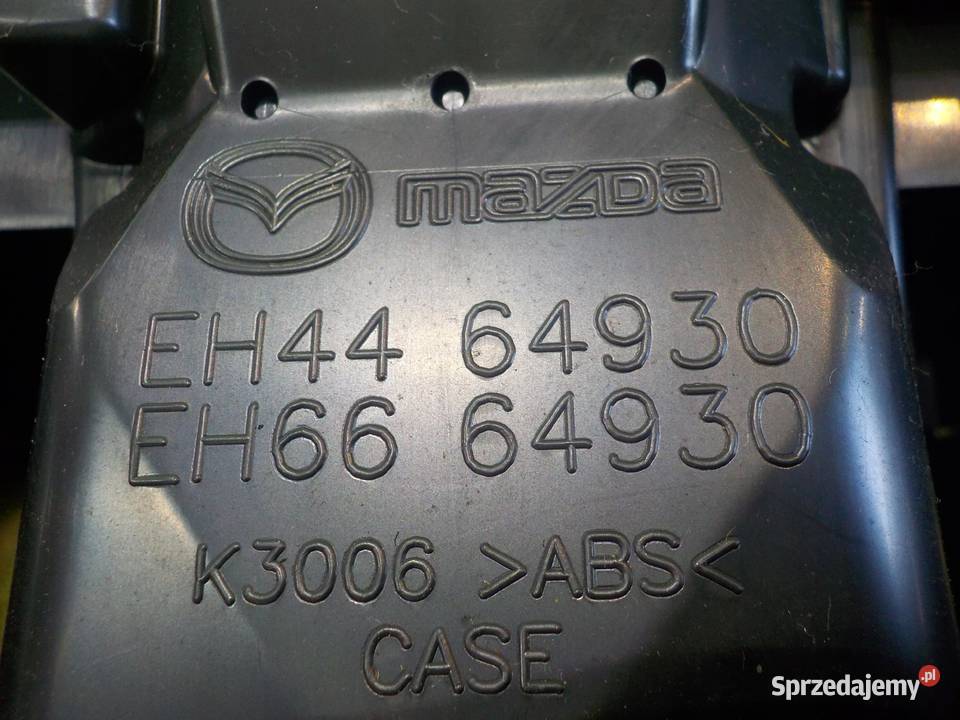 mazda
EH44 64930
EH66 64930
K3006 >ABS<
CASE
Sprzedajemy.pl